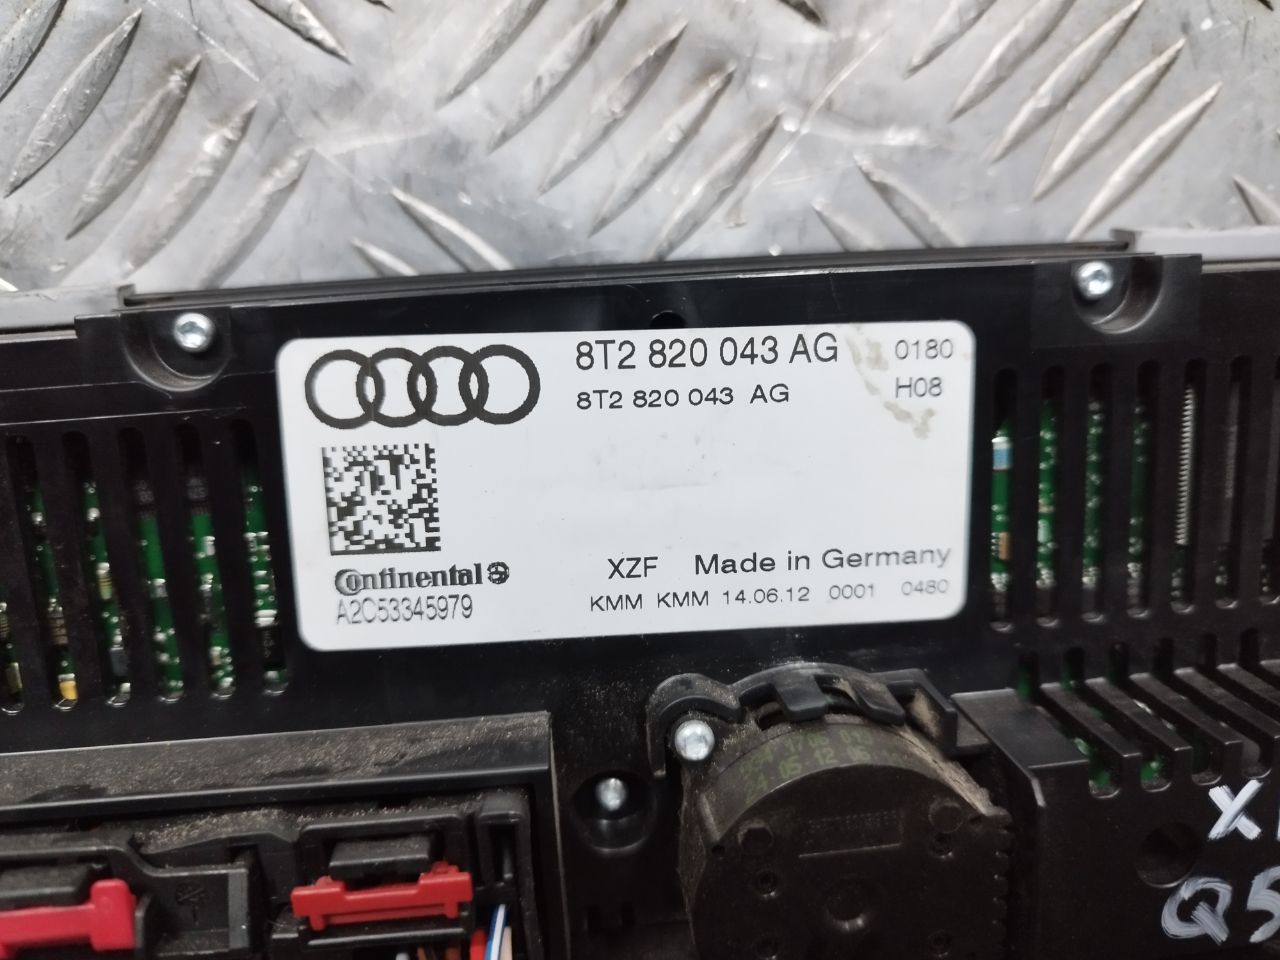 8T2 820 043 AG 0180
8T2 820 043 AG H08
Continental
A2C53345979
XZF Made in Germany
KMM KMM 14.06.12 0001 0480
Q5